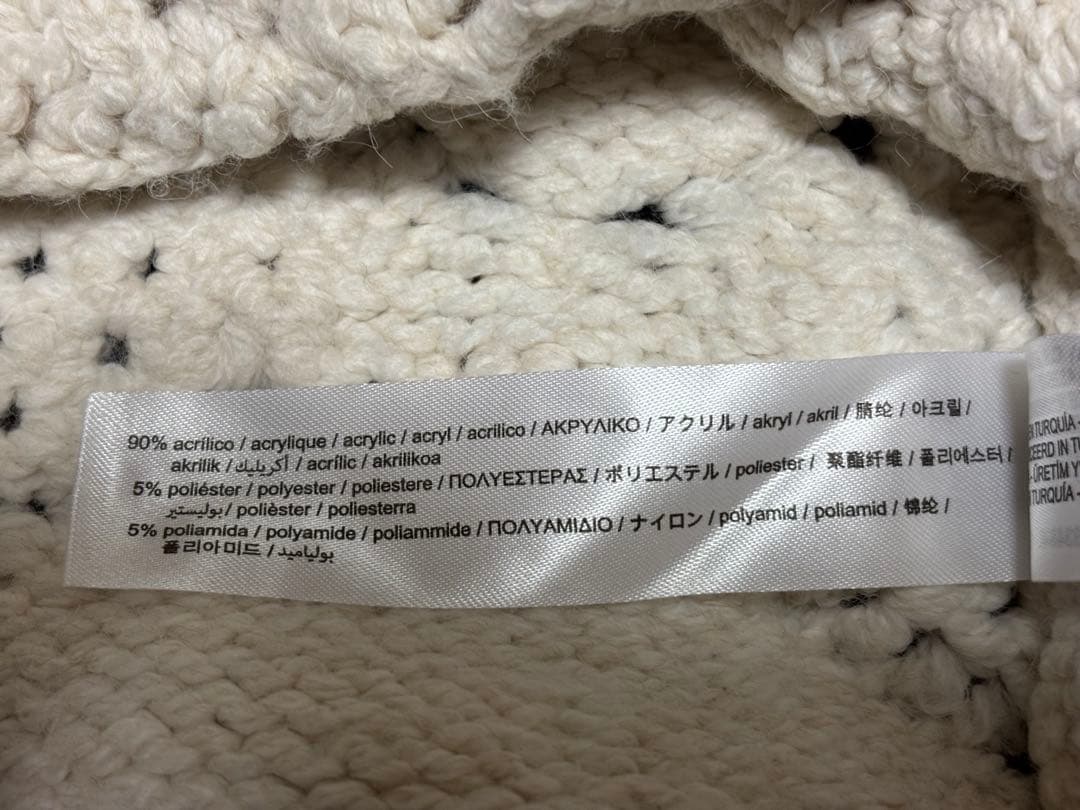 90% acrílico / acrylique / acrylic / acryl / acrilico / ΑΚΡΥΛΙΚΟ / アクリル / akryl / akril / 腈纶 / 아크릴 /
akrilik / أكريليك / acrílic / akrilikoa
5% poliéster / polyester / poliestere / ΠΟΛΥΕΣΤΕΡΑΣ / ポリエステル / poliester / 聚酯纤维 / 폴리에스터 /
بوليستير / polièster / poliesterra
5% poliamida / polyamide / poliammide / ΠΟΛΥΑΜΙΔΙΟ / ナイロン / polyamid / poliamid / 锦纶 /
폴리아미드 / بولياميد
TURQUÍA
ÜRETİM Y
TURQUÍA